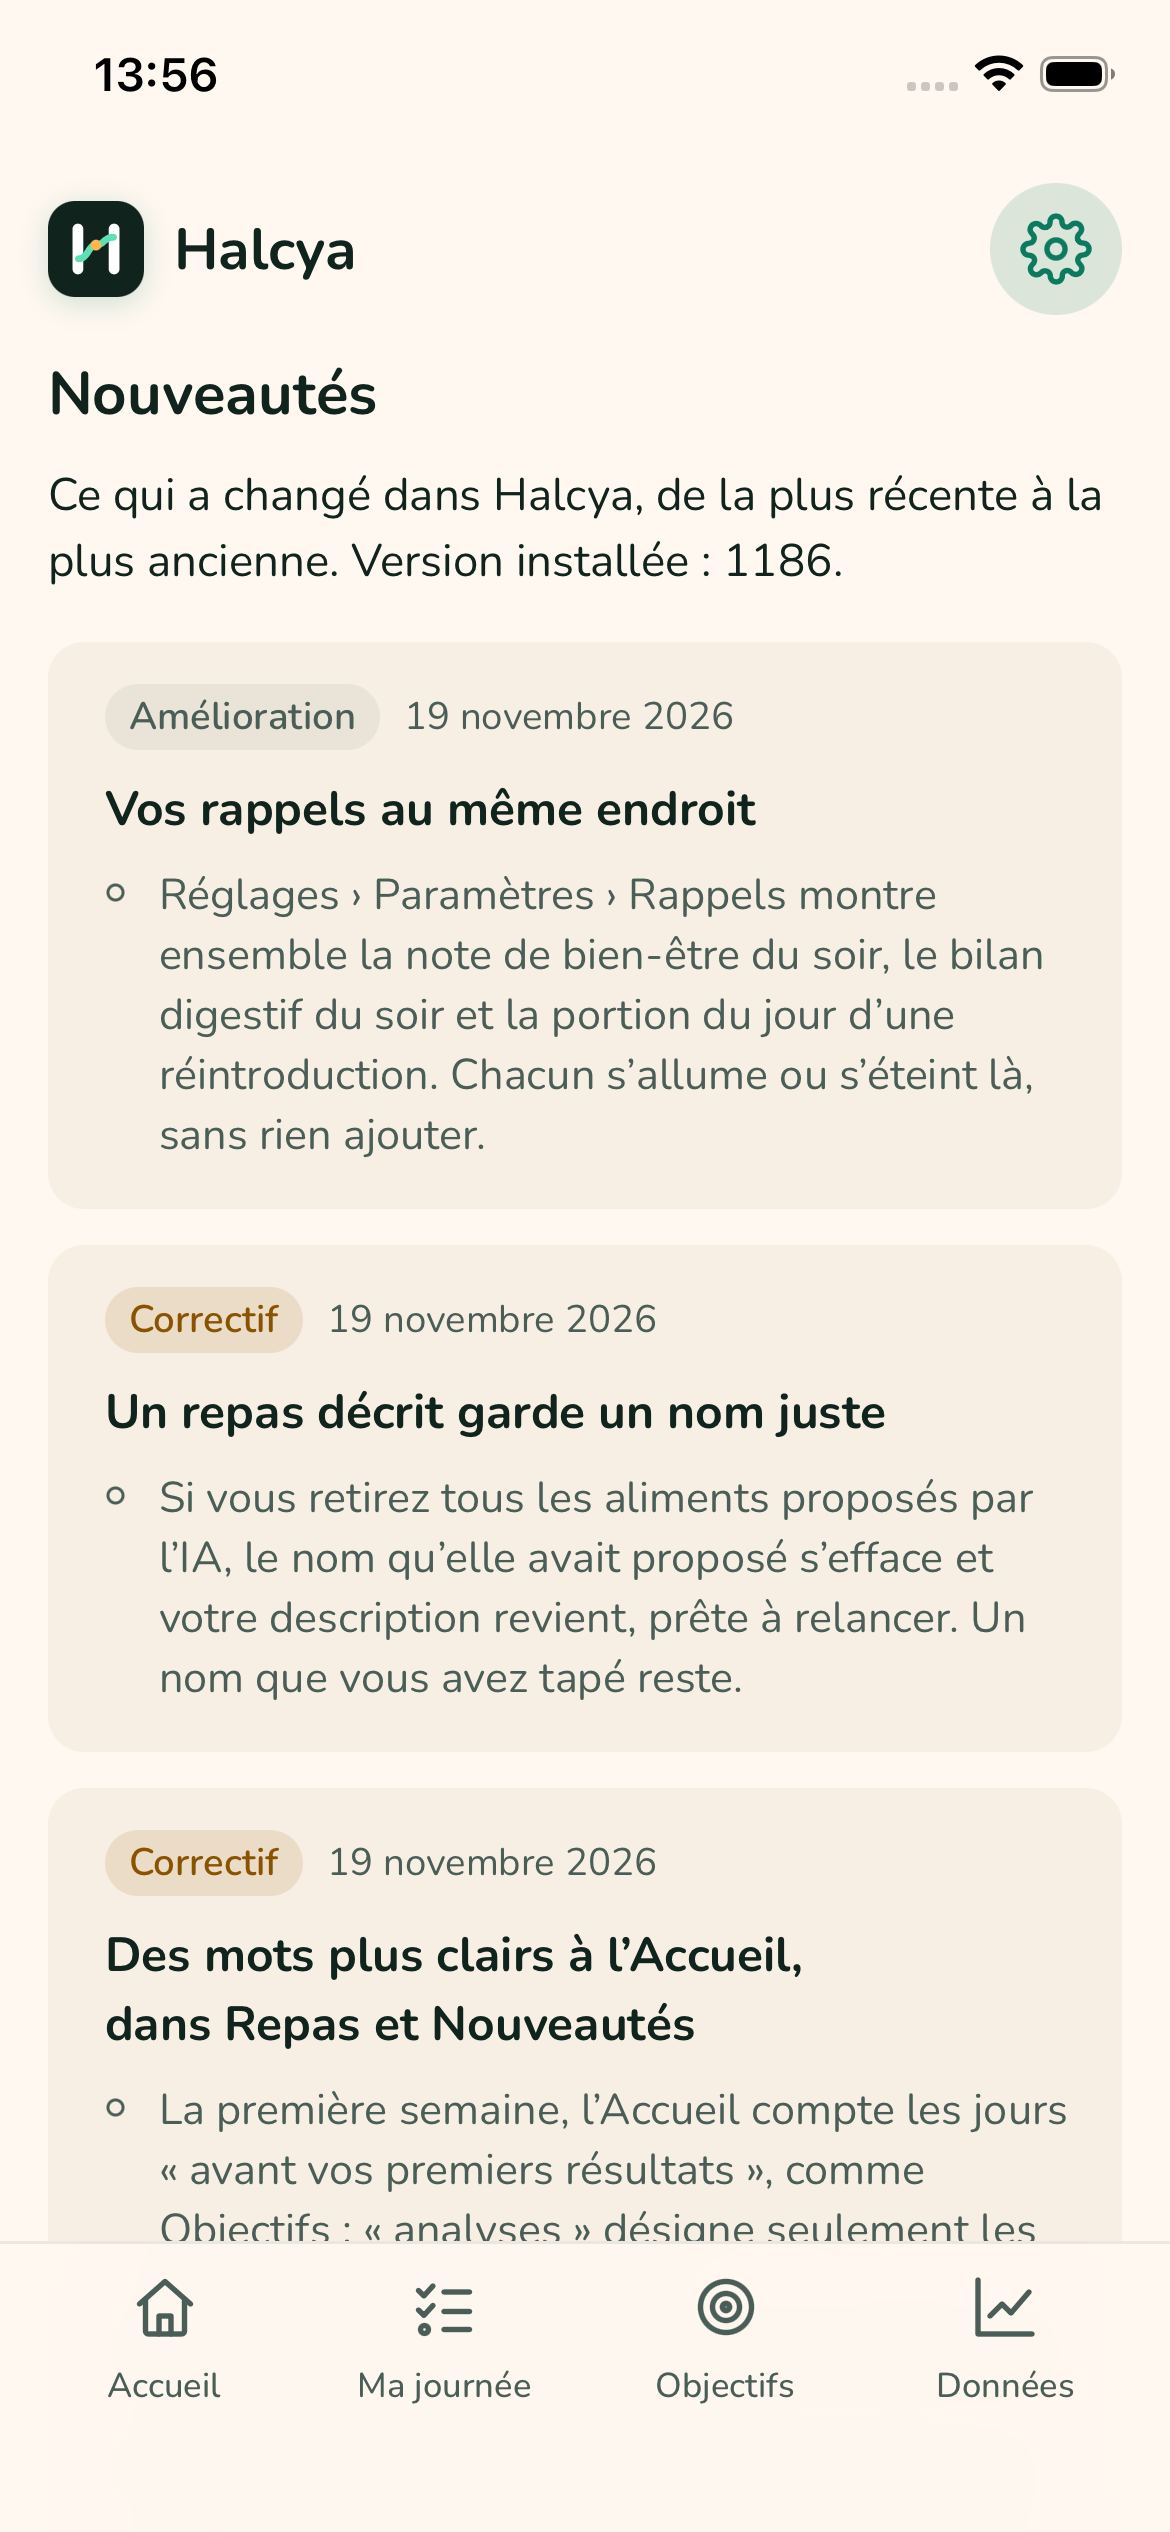 13:56
Halcya
Nouveautés
Ce qui a changé dans Halcya, de la plus récente à la
plus ancienne. Version installée : 1186.
Amélioration 19 novembre 2026
Vos rappels au même endroit
Réglages › Paramètres › Rappels montre
ensemble la note de bien-être du soir, le bilan
digestif du soir et la portion du jour d’une
réintroduction. Chacun s’allume ou s’éteint là,
sans rien ajouter.
Correctif 19 novembre 2026
Un repas décrit garde un nom juste
Si vous retirez tous les aliments proposés par
l’IA, le nom qu’elle avait proposé s’efface et
votre description revient, prête à relancer. Un
nom que vous avez tapé reste.
Correctif 19 novembre 2026
Des mots plus clairs à l’Accueil,
dans Repas et Nouveautés
La première semaine, l’Accueil compte les jours
« avant vos premiers résultats », comme
Objectifs : « analyses » désigne seulement les
Accueil Ma journée Objectifs Données